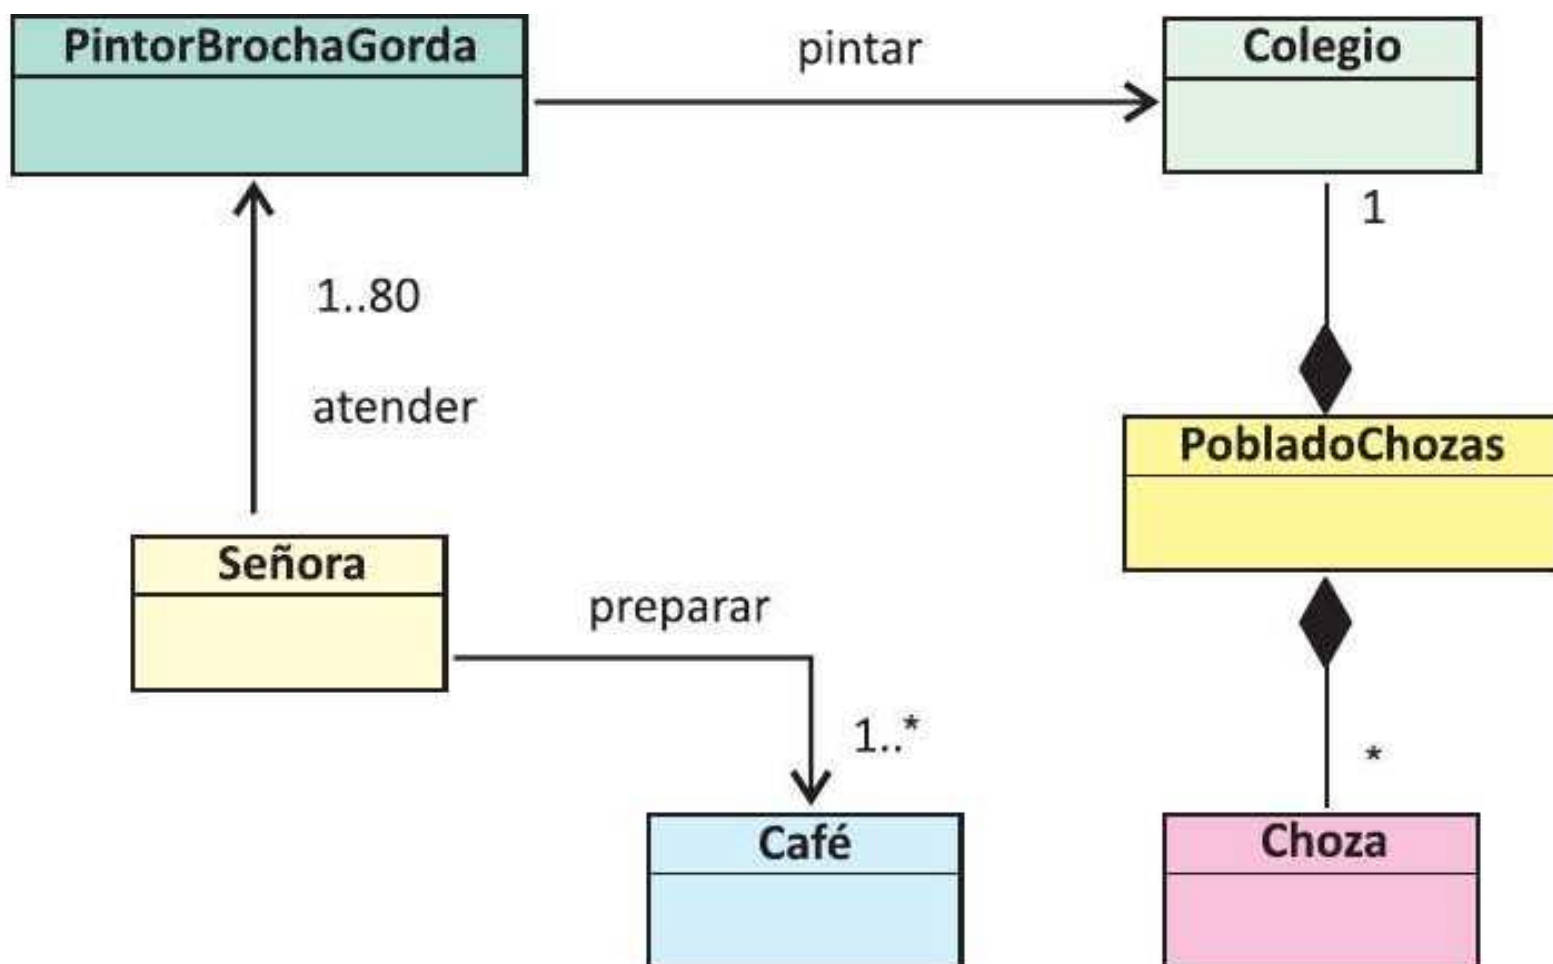 PintorBrochaGorda
pintar
Colegio
1
1..80
atender
PobladoChozas
Señora
preparar
1..*
*
Café
Choza